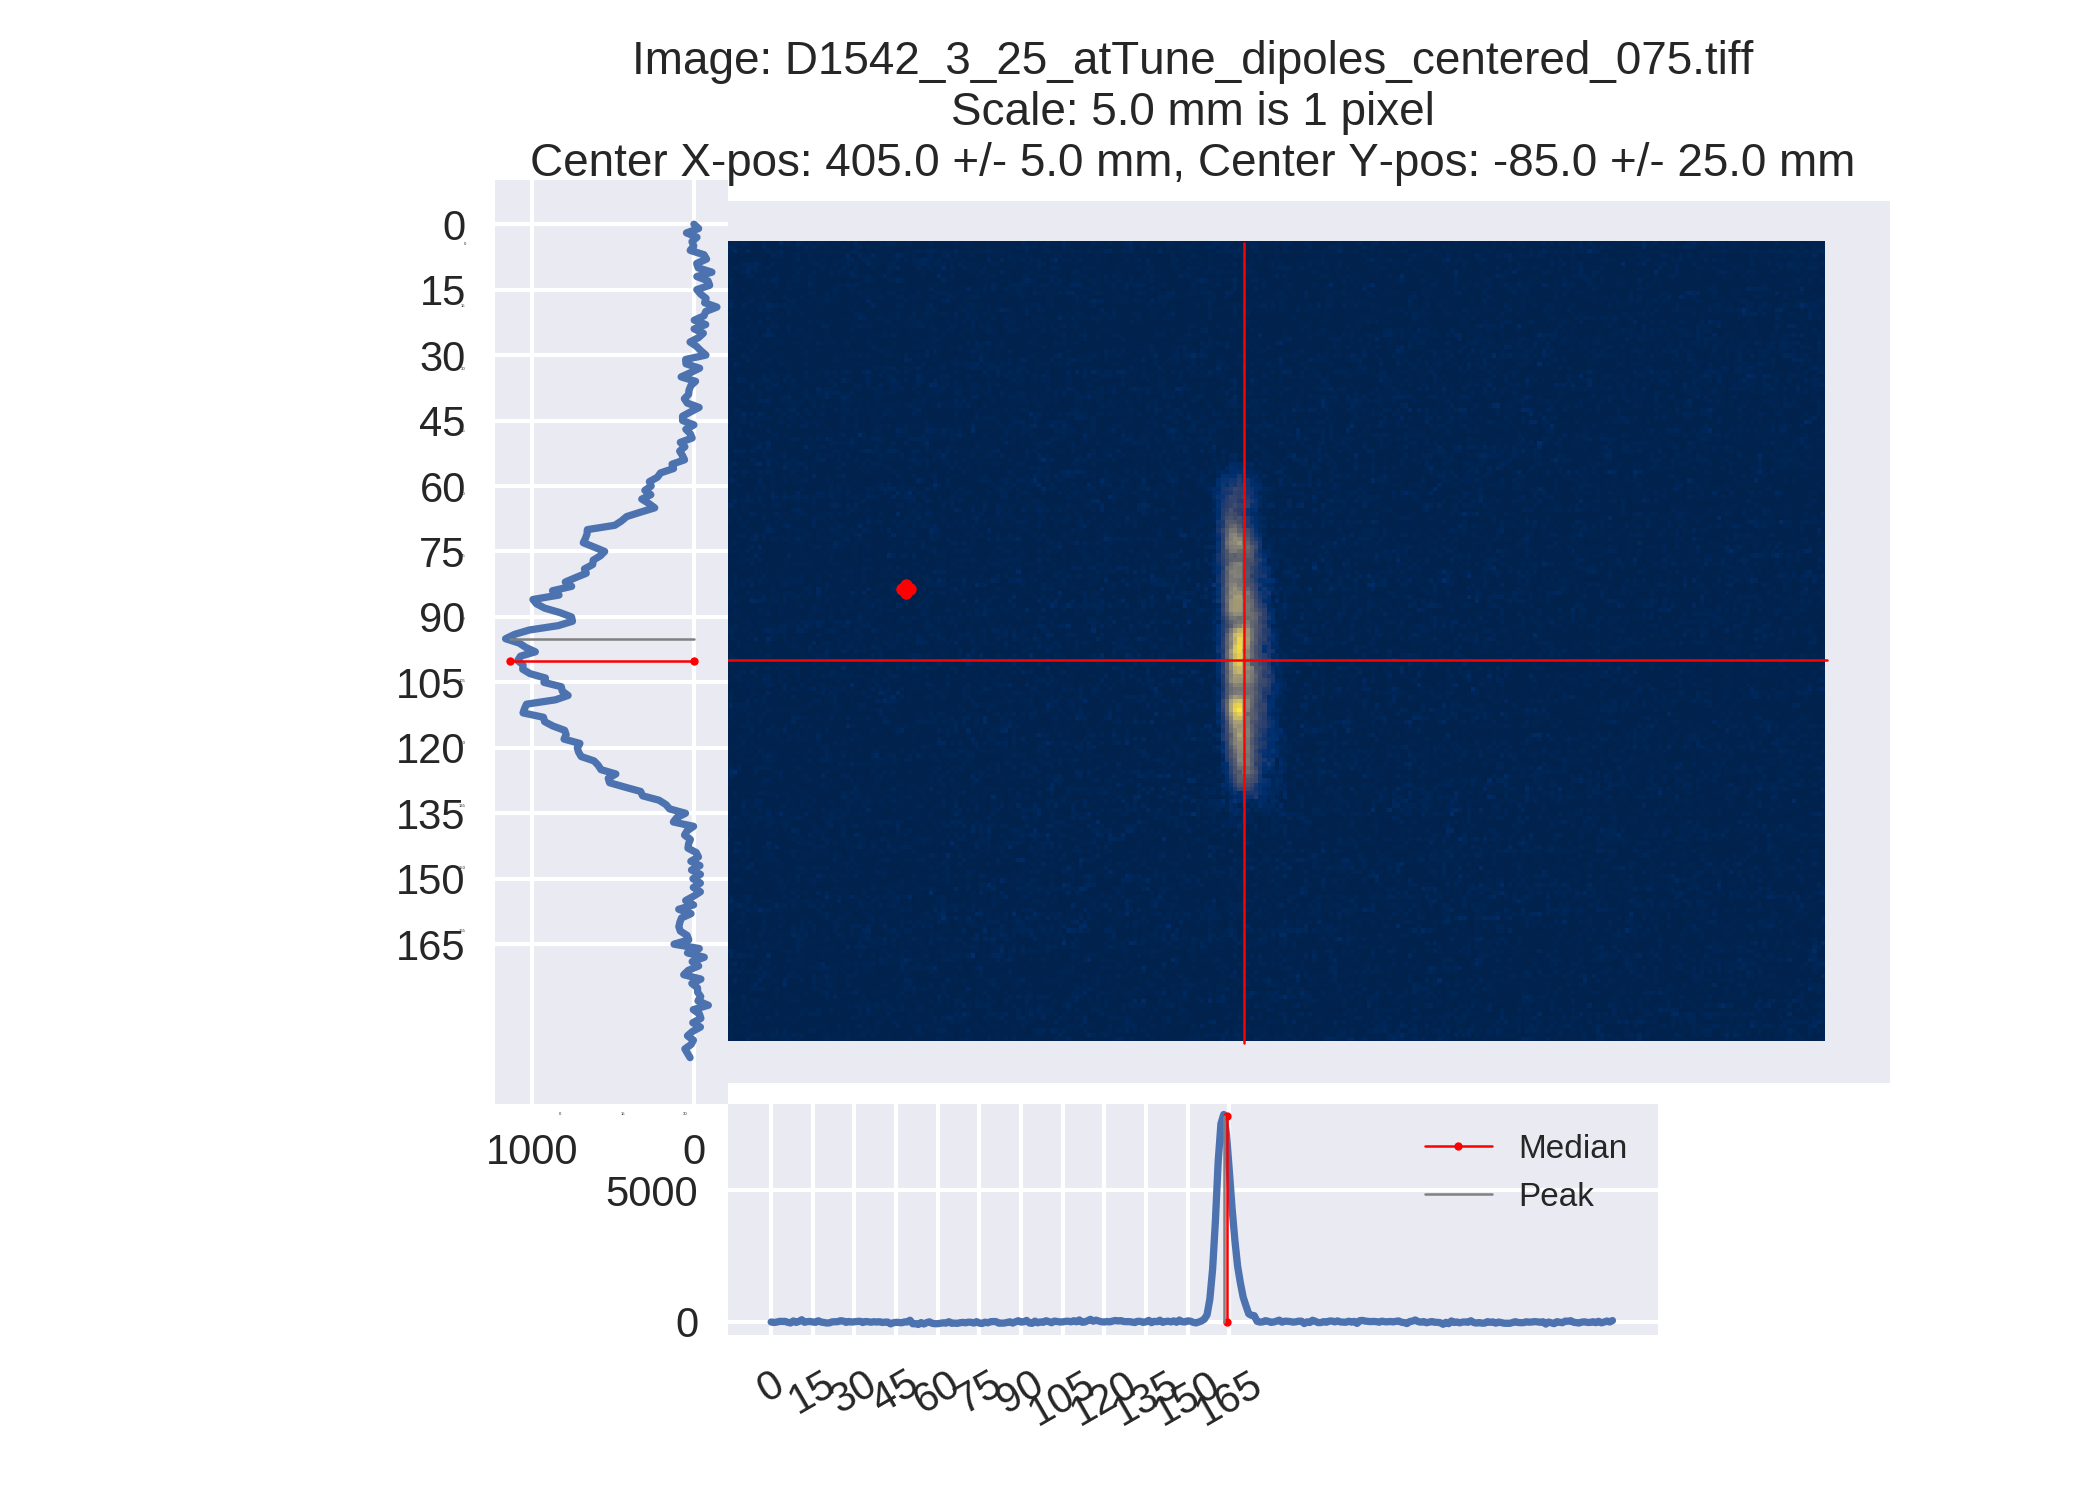 Image: D1542_3_25_atTune_dipoles_centered_075.tiff
Scale: 5.0 mm is 1 pixel
Center X-pos: 405.0 +/- 5.0 mm, Center Y-pos: -85.0 +/- 25.0 mm
0
15
30
45
60
75
90
105
120
135
150
165
1000 0
5000
0
Median
Peak
0 15 30 45 60 75 90 105 120 135 150 165